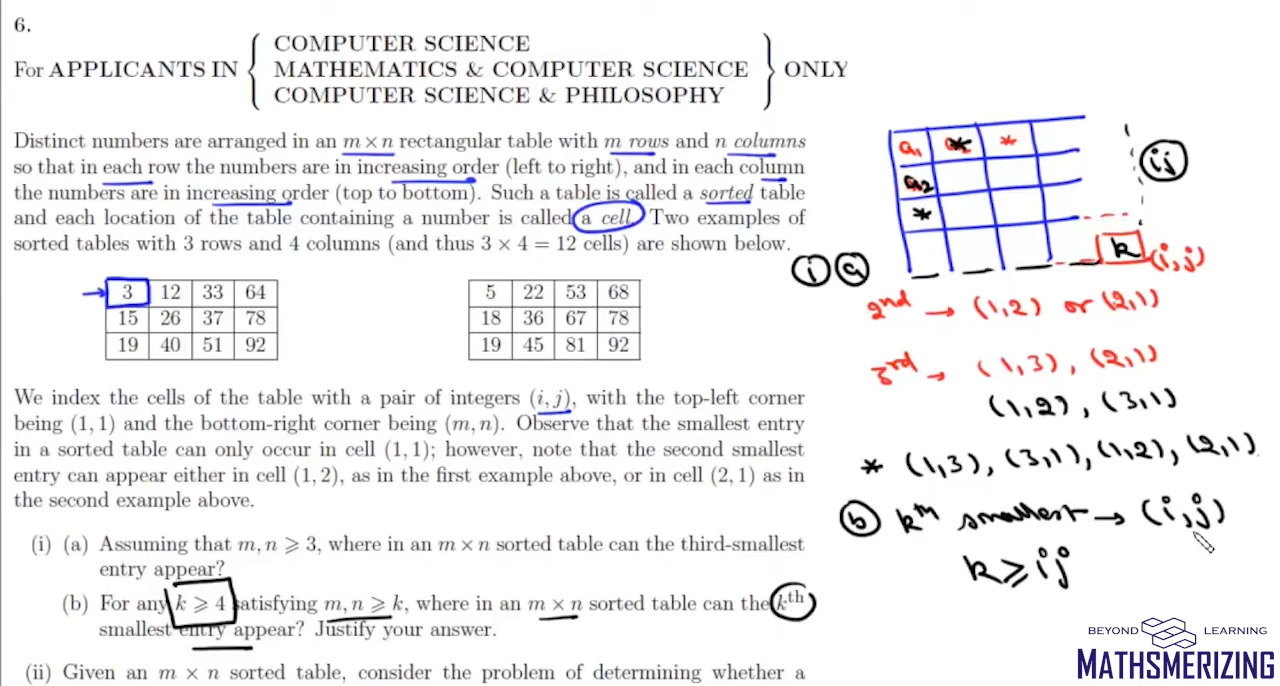 6.
For APPLICANTS IN { COMPUTER SCIENCE
MATHEMATICS & COMPUTER SCIENCE
COMPUTER SCIENCE & PHILOSOPHY } ONLY
Distinct numbers are arranged in an m × n rectangular table with m rows and n columns
so that in each row the numbers are in increasing order (left to right), and in each column
the numbers are in increasing order (top to bottom). Such a table is called a sorted table
and each location of the table containing a number is called a cell. Two examples of
sorted tables with 3 rows and 4 columns (and thus 3 × 4 = 12 cells) are shown below.
3 12 33 64
15 26 37 78
19 40 51 92
5 22 53 68
18 36 67 78
19 45 81 92
We index the cells of the table with a pair of integers (i, j), with the top-left corner
being (1, 1) and the bottom-right corner being (m, n). Observe that the smallest entry
in a sorted table can only occur in cell (1, 1); however, note that the second smallest
entry can appear either in cell (1, 2), as in the first example above, or in cell (2, 1) as in
the second example above.
(i) (a) Assuming that m, n ⩾ 3, where in an m × n sorted table can the third-smallest
entry appear?
(b) For any k ⩾ 4 satisfying m, n ⩾ k, where in an m × n sorted table can the kth
smallest entry appear? Justify your answer.
(ii) Given an m × n sorted table, consider the problem of determining whether a
a1 * *
a2
*
ij
k (i,j)
i a
2nd → (1,2) or (2,1)
3rd → (1,3), (2,1)
(1,2), (3,1)
* (1,3), (3,1), (1,2), (2,1)
b kth smallest → (i,j)
k ⩾ ij
BEYOND LEARNING
MATHSMERIZING